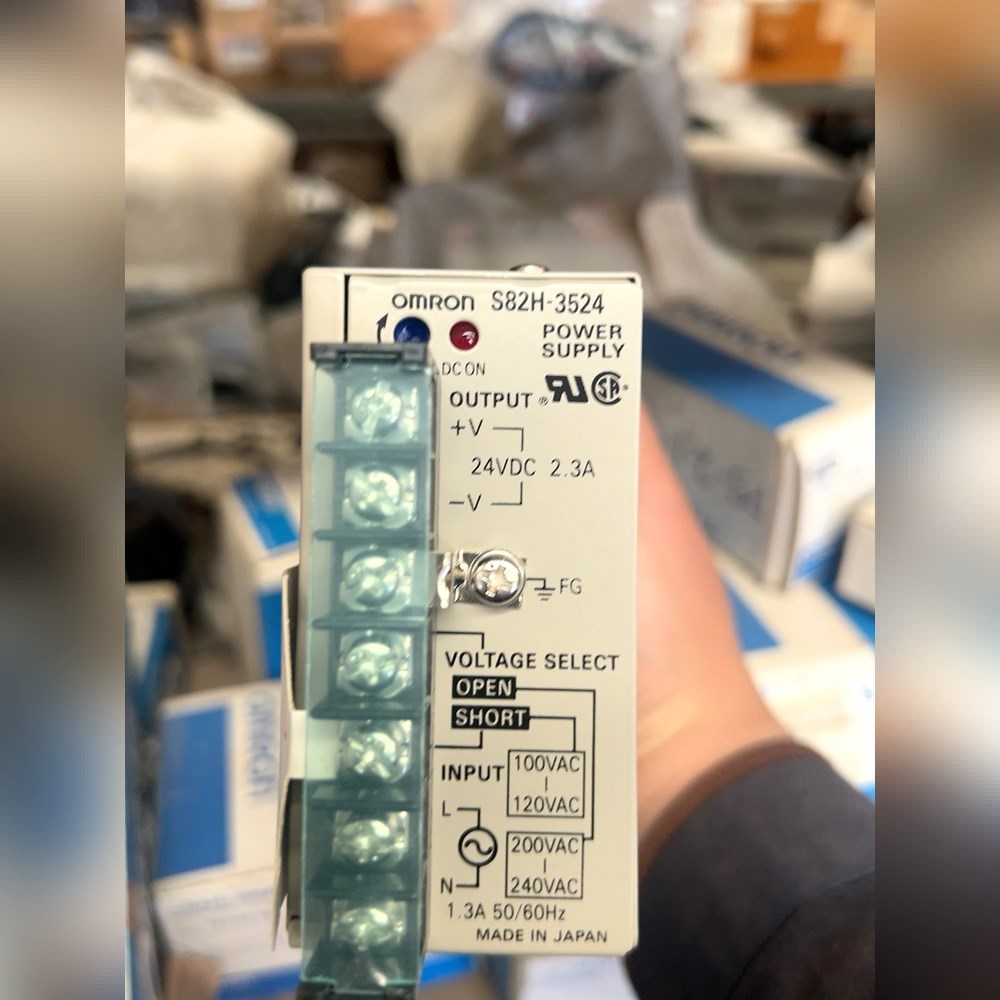 OMRON S82H-3524
POWER
SUPPLY
DC ON
OUTPUT
+V
24VDC 2.3A
−V
FG
VOLTAGE SELECT
OPEN
SHORT
INPUT
100VAC
120VAC
L
200VAC
240VAC
N
1.3A 50/60Hz
MADE IN JAPAN
omron